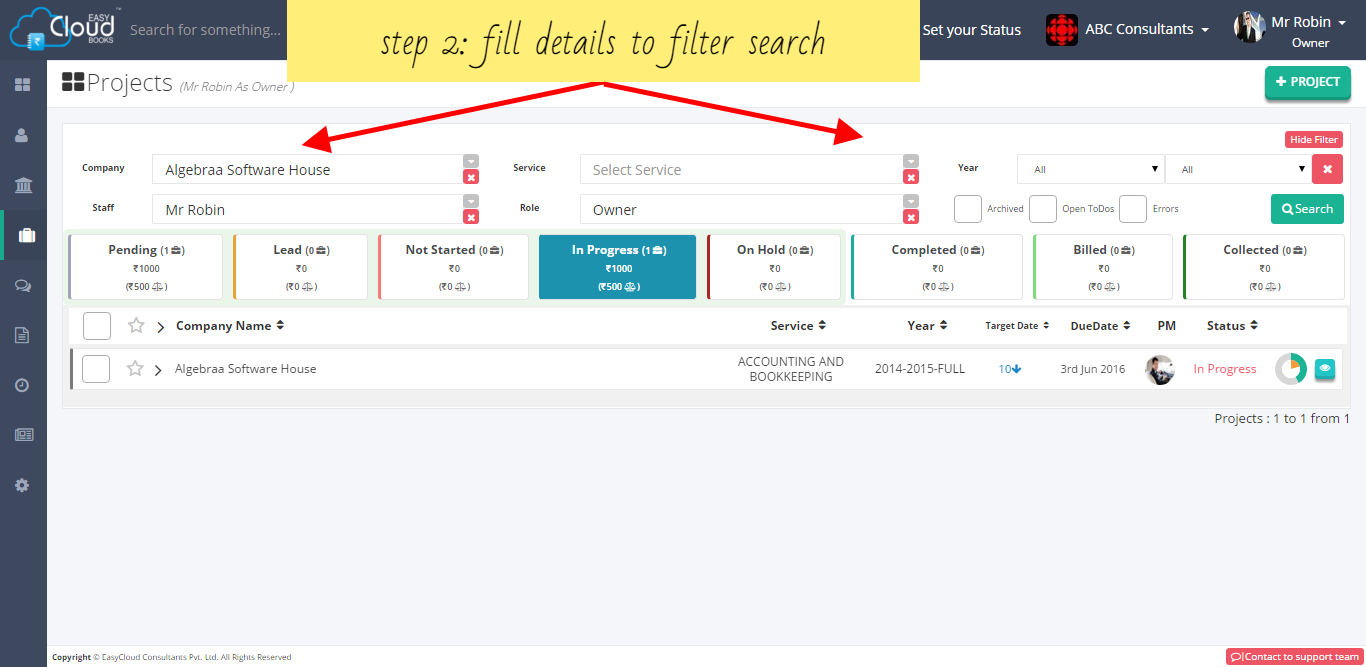 EASY
Cloud
BOOKS
™
Search for something...
step 2: fill details to filter search
Set your Status
ABC Consultants
Mr Robin
Owner
Projects (Mr Robin As Owner )
+ PROJECT
Hide Filter
Company
Algebraa Software House
Service
Select Service
Year
All
All
Staff
Mr Robin
Role
Owner
Archived
Open ToDos
Errors
Search
Pending (1)
₹1000
(₹500)
Lead (0)
₹0
(₹0)
Not Started (0)
₹0
(₹0)
In Progress (1)
₹1000
(₹500)
On Hold (0)
₹0
(₹0)
Completed (0)
₹0
(₹0)
Billed (0)
₹0
(₹0)
Collected (0)
₹0
(₹0)
Company Name
Service
Year
Target Date
DueDate
PM
Status
Algebraa Software House
ACCOUNTING AND
BOOKKEEPING
2014-2015-FULL
10
3rd Jun 2016
In Progress
Projects : 1 to 1 from 1
Copyright © EasyCloud Consultants Pvt. Ltd. All Rights Reserved
Contact to support team